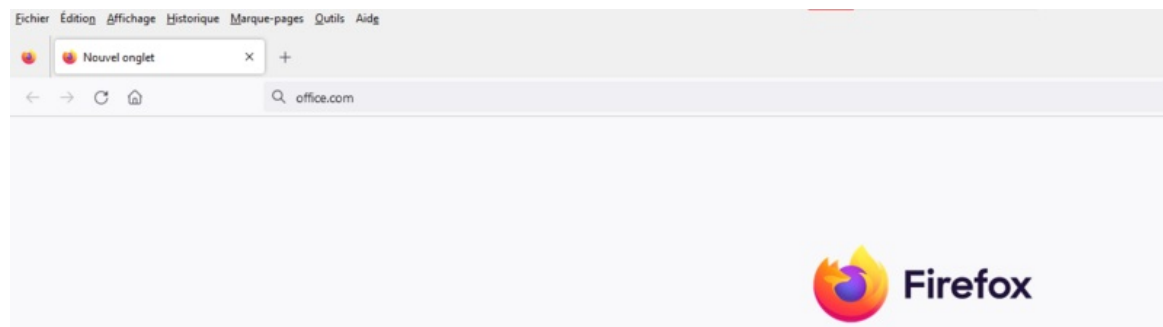 Fichier Édition Affichage Historique Marque-pages Outils Aide
Nouvel onglet
office.com
Firefox